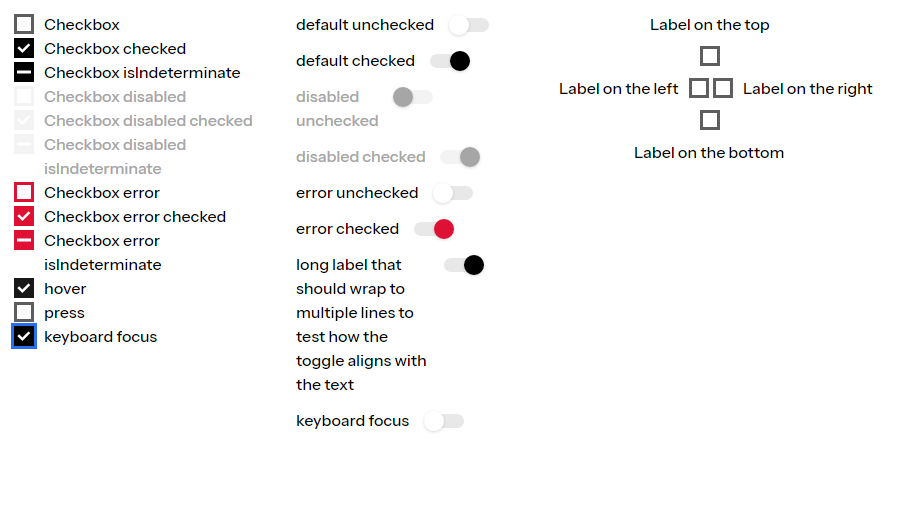 Checkbox
Checkbox checked
Checkbox isIndeterminate
Checkbox disabled
Checkbox disabled checked
Checkbox disabled
isIndeterminate
Checkbox error
Checkbox error checked
Checkbox error
isIndeterminate
hover
press
keyboard focus
default unchecked
default checked
disabled
unchecked
disabled checked
error unchecked
error checked
long label that
should wrap to
multiple lines to
test how the
toggle aligns with
the text
keyboard focus
Label on the top
Label on the left
Label on the right
Label on the bottom